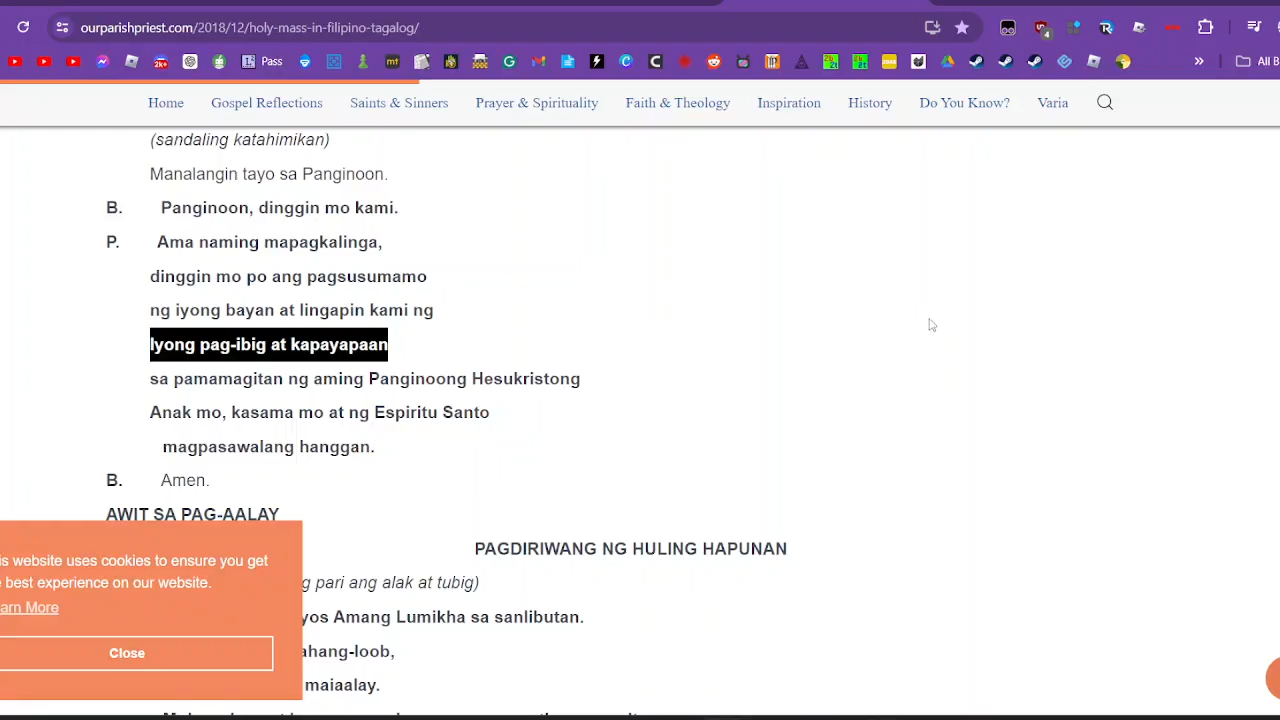 ourparishpriest.com/2018/12/holy-mass-in-filipino-tagalog/
Pass
All B
Home Gospel Reflections Saints & Sinners Prayer & Spirituality Faith & Theology Inspiration History Do You Know? Varia
(sandaling katahimikan)
Manalangin tayo sa Panginoon.
B. Panginoon, dinggin mo kami.
P. Ama naming mapagkalinga,
dinggin mo po ang pagsusumamo
ng iyong bayan at lingapin kami ng
Iyong pag-ibig at kapayapaan
sa pamamagitan ng aming Panginoong Hesukristong
Anak mo, kasama mo at ng Espiritu Santo
magpasawalang hanggan.
B. Amen.
AWIT SA PAG-AALAY
PAGDIRIWANG NG HULING HAPUNAN
g pari ang alak at tubig)
yos Amang Lumikha sa sanlibutan.
ahang-loob,
maiaalay.
is website uses cookies to ensure you get
e best experience on our website.
arn More
Close